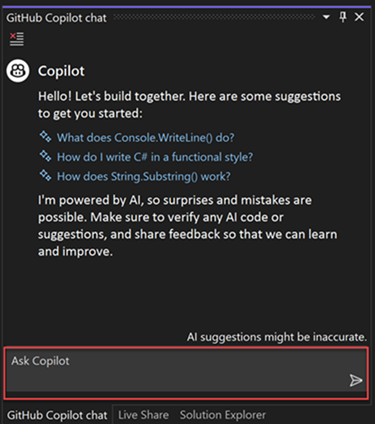 GitHub Copilot chat
Copilot
Hello! Let's build together. Here are some suggestions
to get you started:
What does Console.WriteLine() do?
How do I write C# in a functional style?
How does String.Substring() work?
I'm powered by AI, so surprises and mistakes are
possible. Make sure to verify any AI code or
suggestions, and share feedback so that we can learn
and improve.
AI suggestions might be inaccurate.
Ask Copilot
GitHub Copilot chat Live Share Solution Explorer